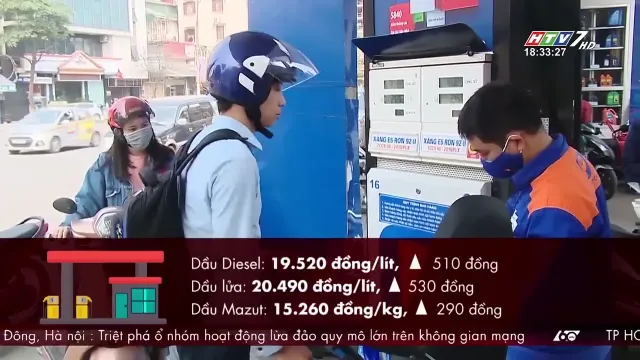 HTV7 HD
18:33:27
XĂNG E5 RON 92 II
XĂNG E5 RON 92 II
16
Dầu Diesel: 19.520 đồng/lít, ▲ 510 đồng
Dầu lửa: 20.490 đồng/lít, ▲ 530 đồng
Dầu Mazut: 15.260 đồng/kg, ▲ 290 đồng
Đông, Hà nội : Triệt phá ổ nhóm hoạt động lừa đảo quy mô lớn trên không gian mạng
60
TP HC